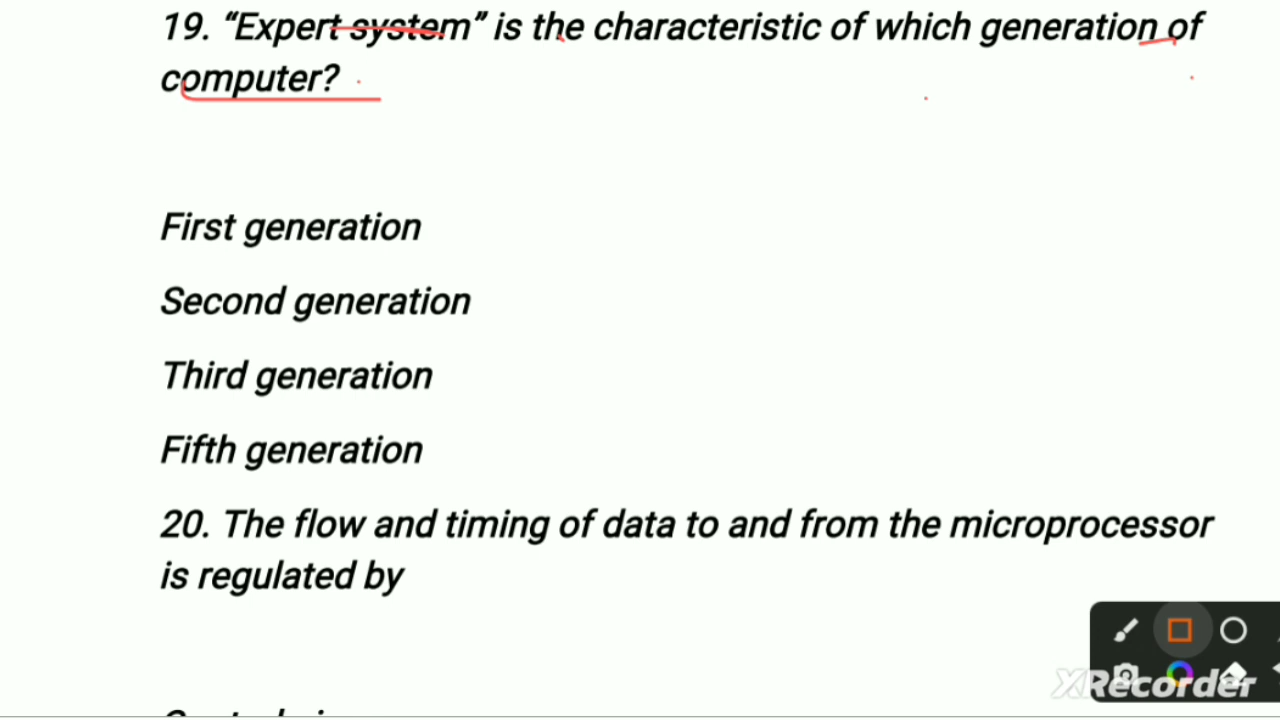 19. “Expert system” is the characteristic of which generation of
computer?
First generation
Second generation
Third generation
Fifth generation
20. The flow and timing of data to and from the microprocessor
is regulated by
XRecorder